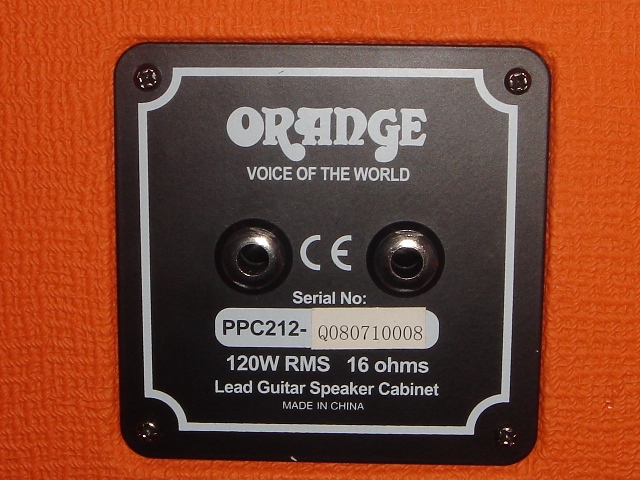 ORANGE
VOICE OF THE WORLD
CE
Serial No:
PPC212- Q080710008
120W RMS 16 ohms
Lead Guitar Speaker Cabinet
MADE IN CHINA